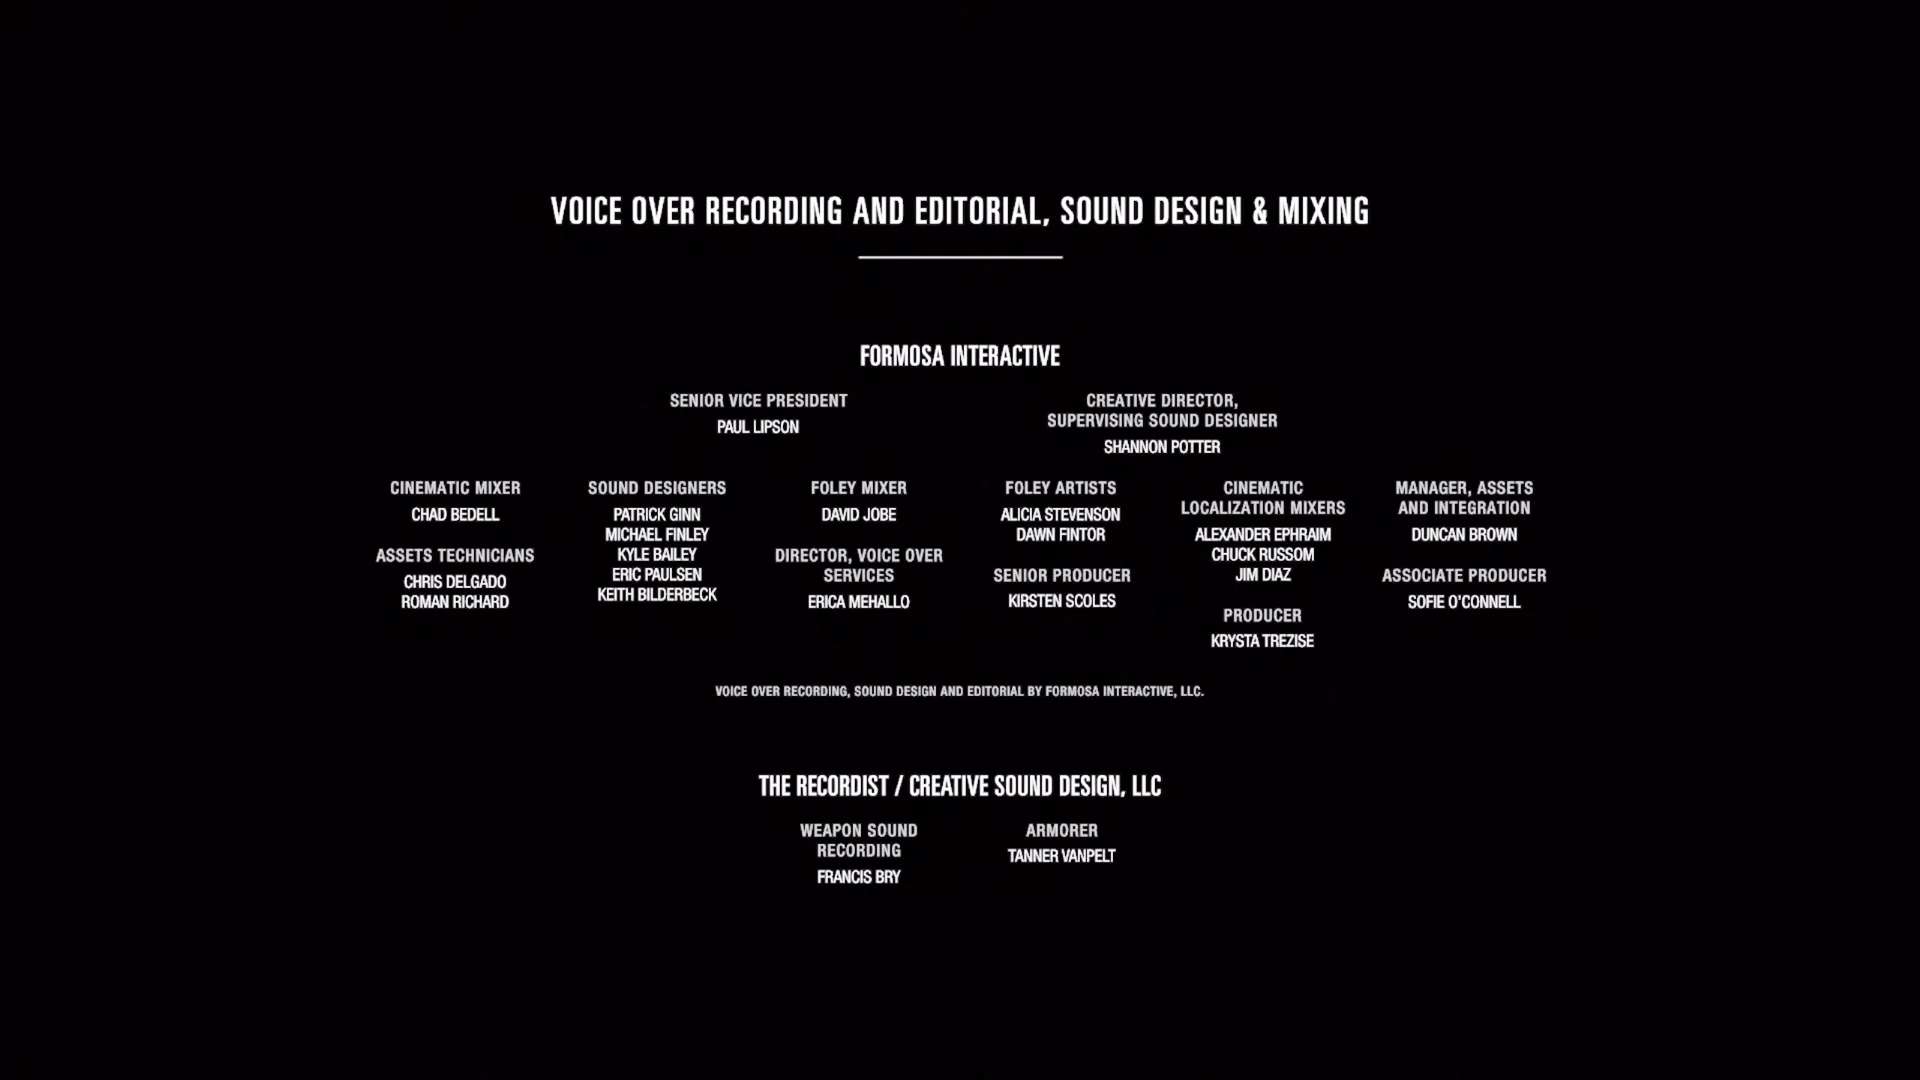 VOICE OVER RECORDING AND EDITORIAL, SOUND DESIGN & MIXING
FORMOSA INTERACTIVE
SENIOR VICE PRESIDENT
PAUL LIPSON
CREATIVE DIRECTOR,
SUPERVISING SOUND DESIGNER
SHANNON POTTER
CINEMATIC MIXER
CHAD BEDELL
ASSETS TECHNICIANS
CHRIS DELGADO
ROMAN RICHARD
SOUND DESIGNERS
PATRICK GINN
MICHAEL FINLEY
KYLE BAILEY
ERIC PAULSEN
KEITH BILDERBECK
FOLEY MIXER
DAVID JOBE
DIRECTOR, VOICE OVER
SERVICES
ERICA MEHALLO
FOLEY ARTISTS
ALICIA STEVENSON
DAWN FINTOR
SENIOR PRODUCER
KIRSTEN SCOLES
CINEMATIC
LOCALIZATION MIXERS
ALEXANDER EPHRAIM
CHUCK RUSSOM
JIM DIAZ
PRODUCER
KRYSTA TREZISE
MANAGER, ASSETS
AND INTEGRATION
DUNCAN BROWN
ASSOCIATE PRODUCER
SOFIE O'CONNELL
VOICE OVER RECORDING, SOUND DESIGN AND EDITORIAL BY FORMOSA INTERACTIVE, LLC.
THE RECORDIST / CREATIVE SOUND DESIGN, LLC
WEAPON SOUND
RECORDING
FRANCIS BRY
ARMORER
TANNER VANPELT